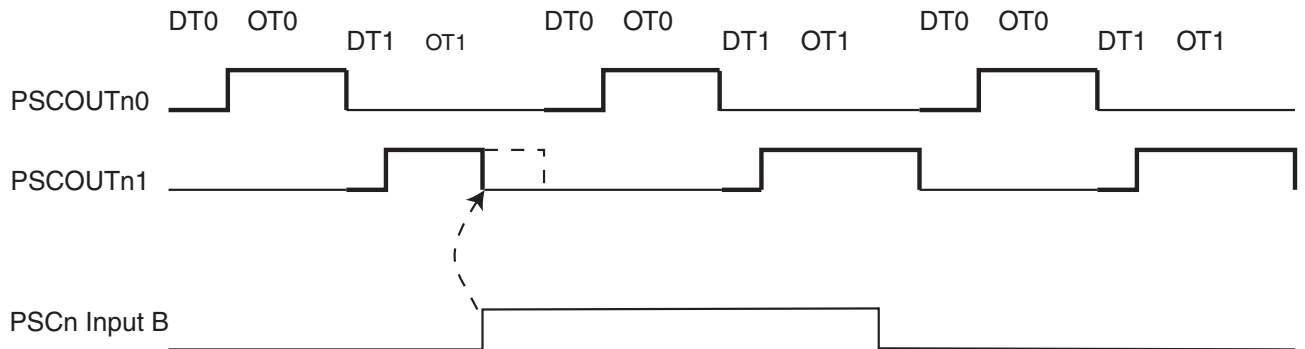 DT0 OT0 DT0 OT0 DT0 OT0
DT1 OT1 DT1 OT1 DT1 OT1
PSCOUTn0
PSCOUTn1
PSCn Input B